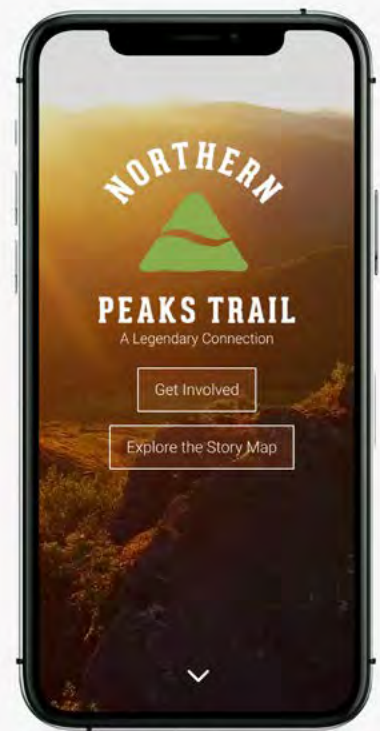 NORTHERN
PEAKS TRAIL
A Legendary Connection
Get Involved
Explore the Story Map